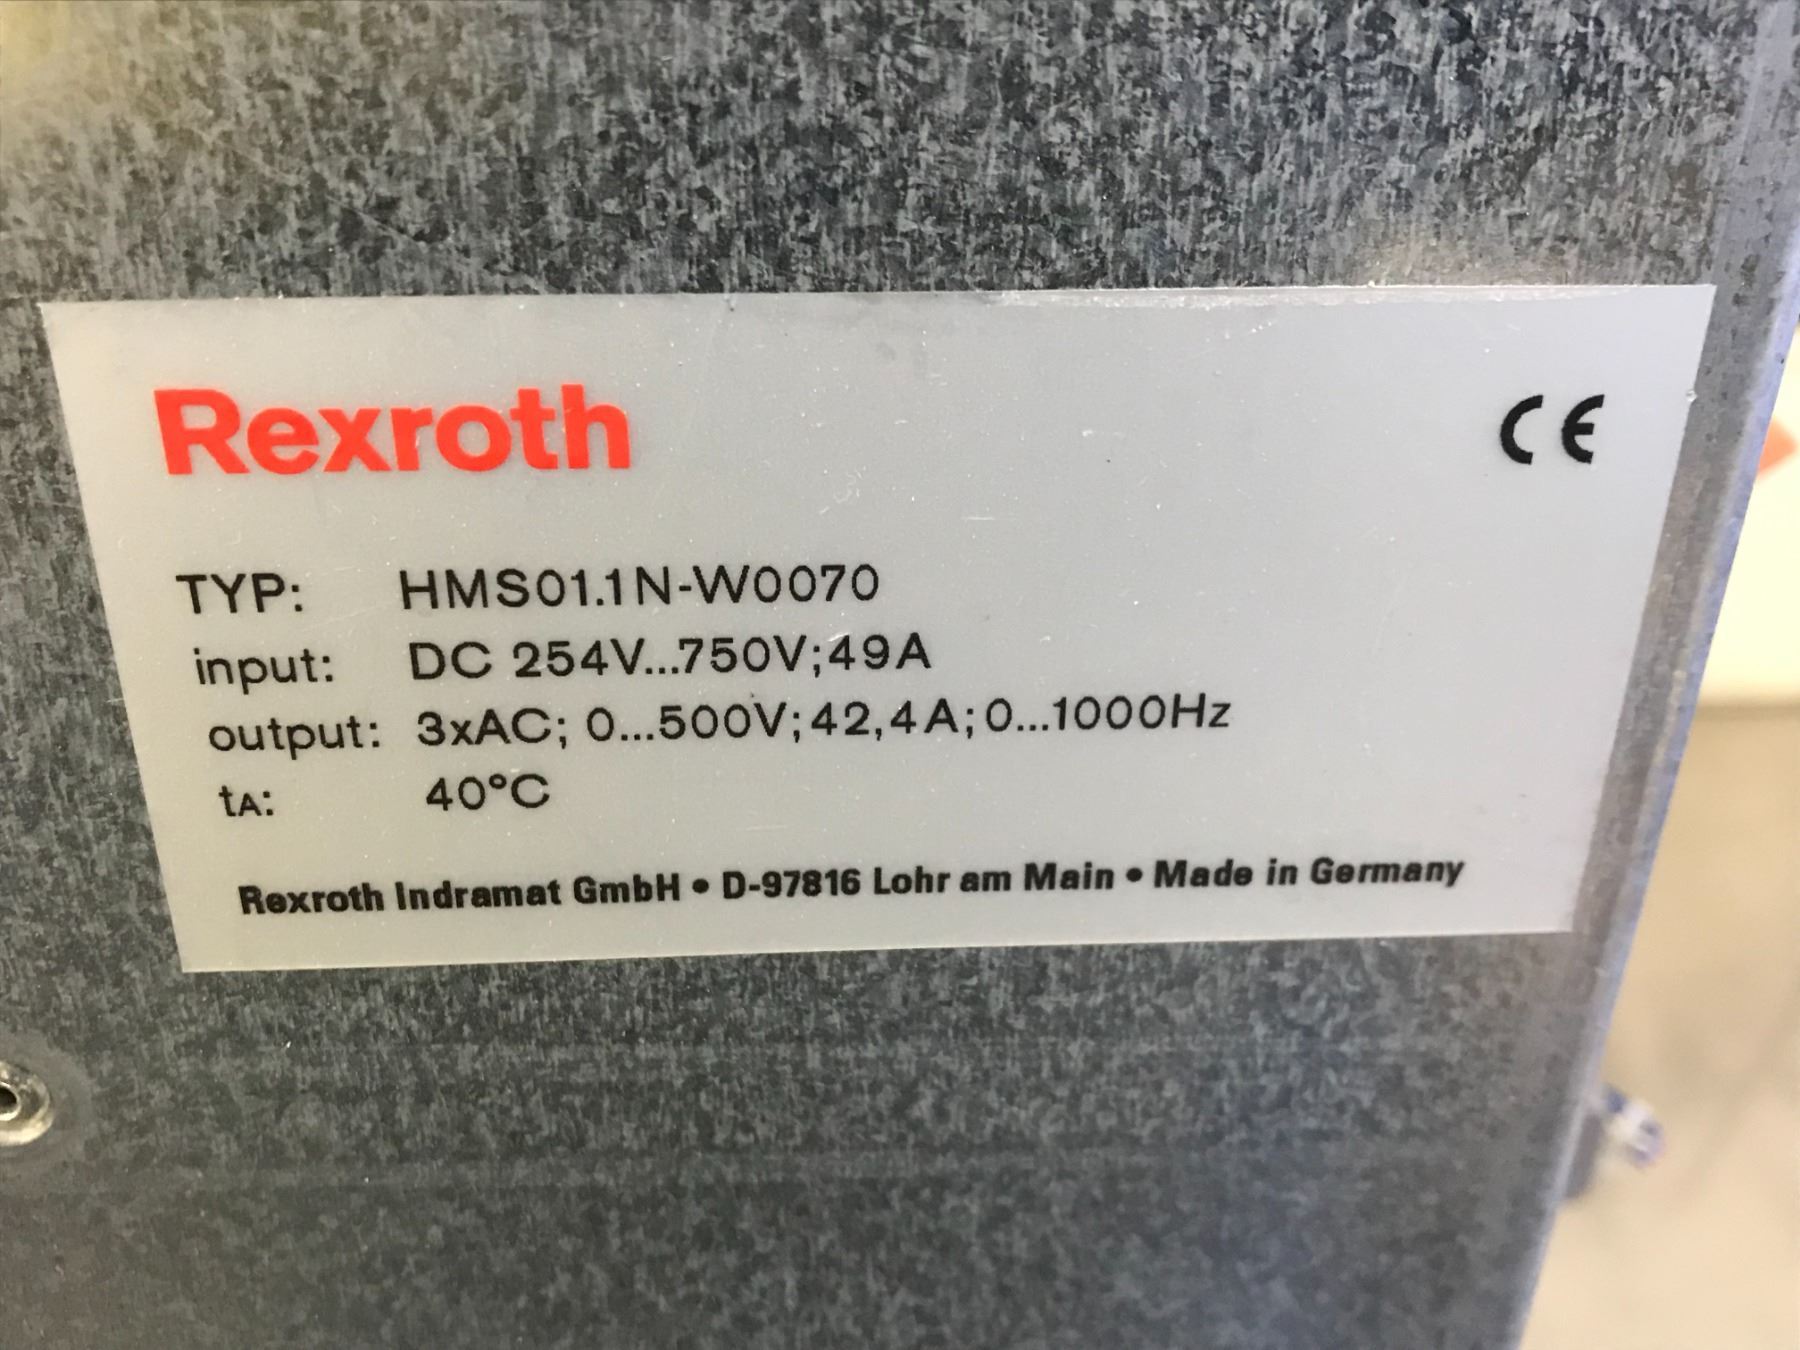 Rexroth
CE
TYP: HMS01.1N-W0070
input: DC 254V...750V;49A
output: 3xAC; 0...500V;42,4A;0...1000Hz
tA: 40°C
Rexroth Indramat GmbH • D-97816 Lohr am Main • Made in Germany